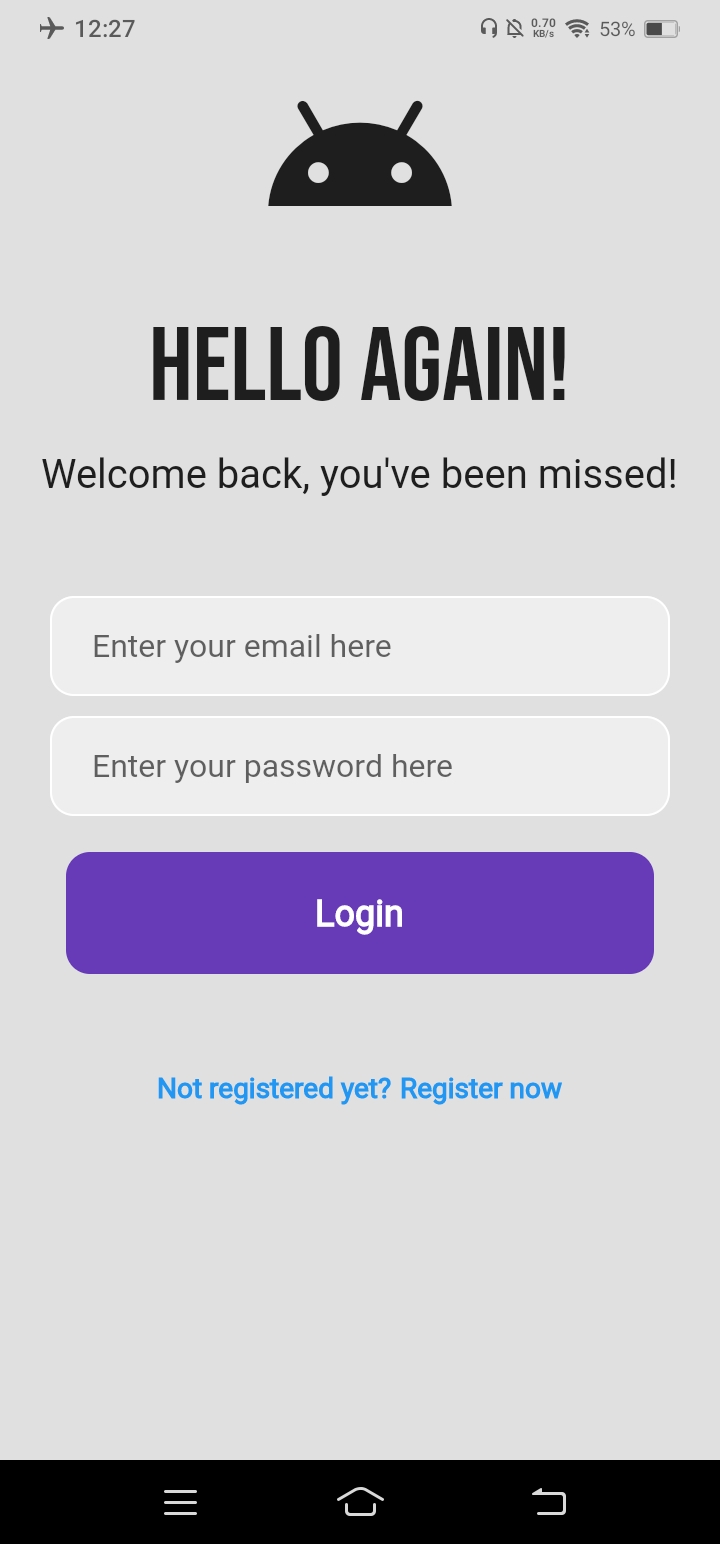 12:27
0.70
KB/s
53%
HELLO AGAIN!
Welcome back, you've been missed!
Enter your email here
Enter your password here
Login
Not registered yet? Register now